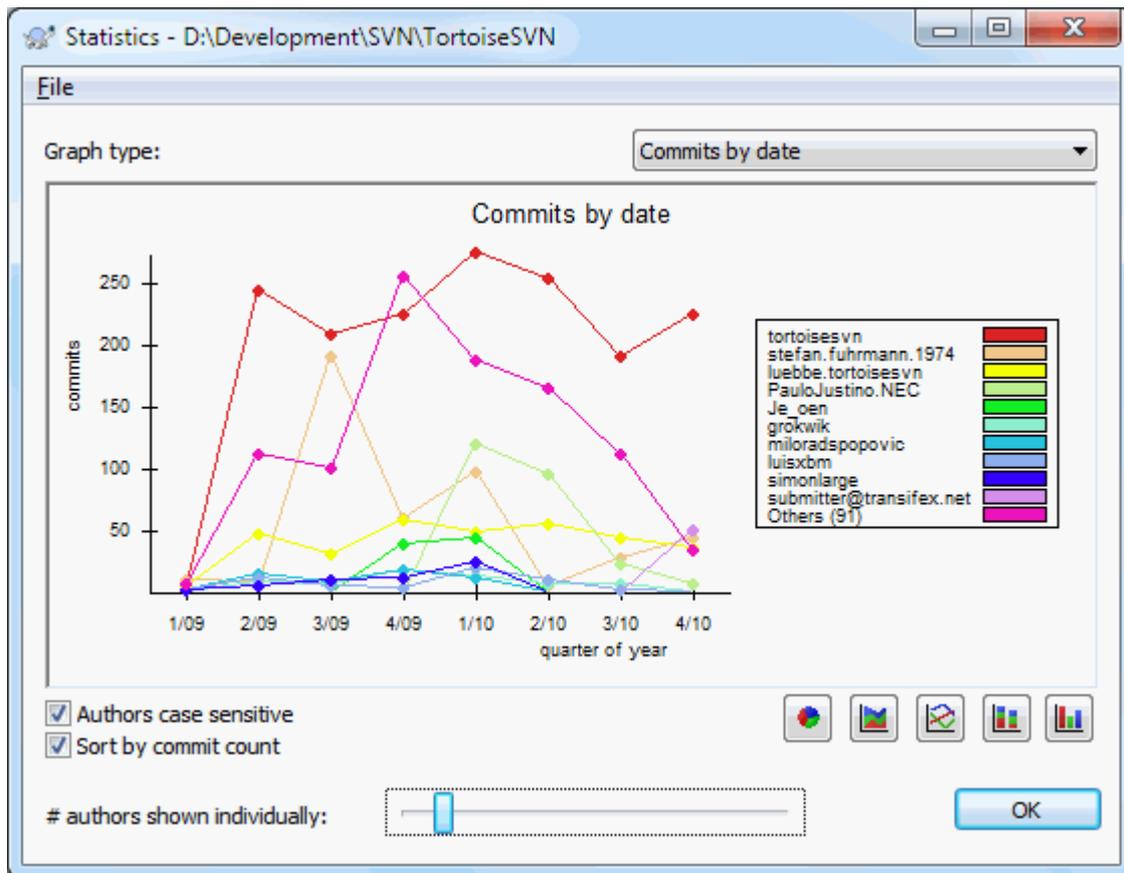 Statistics - D:\Development\SVN\TortoiseSVN
File
Graph type:
Commits by date
Commits by date
commits
250
200
150
100
50
1/09 2/09 3/09 4/09 1/10 2/10 3/10 4/10
quarter of year
tortoisesvn
stefan.fuhrmann.1974
luebbe.tortoisesvn
PauloJustino.NEC
Je_oen
grokwik
miloradspopovic
luisxbm
simonlarge
submitter@transifex.net
Others (91)
Authors case sensitive
Sort by commit count
# authors shown individually:
OK